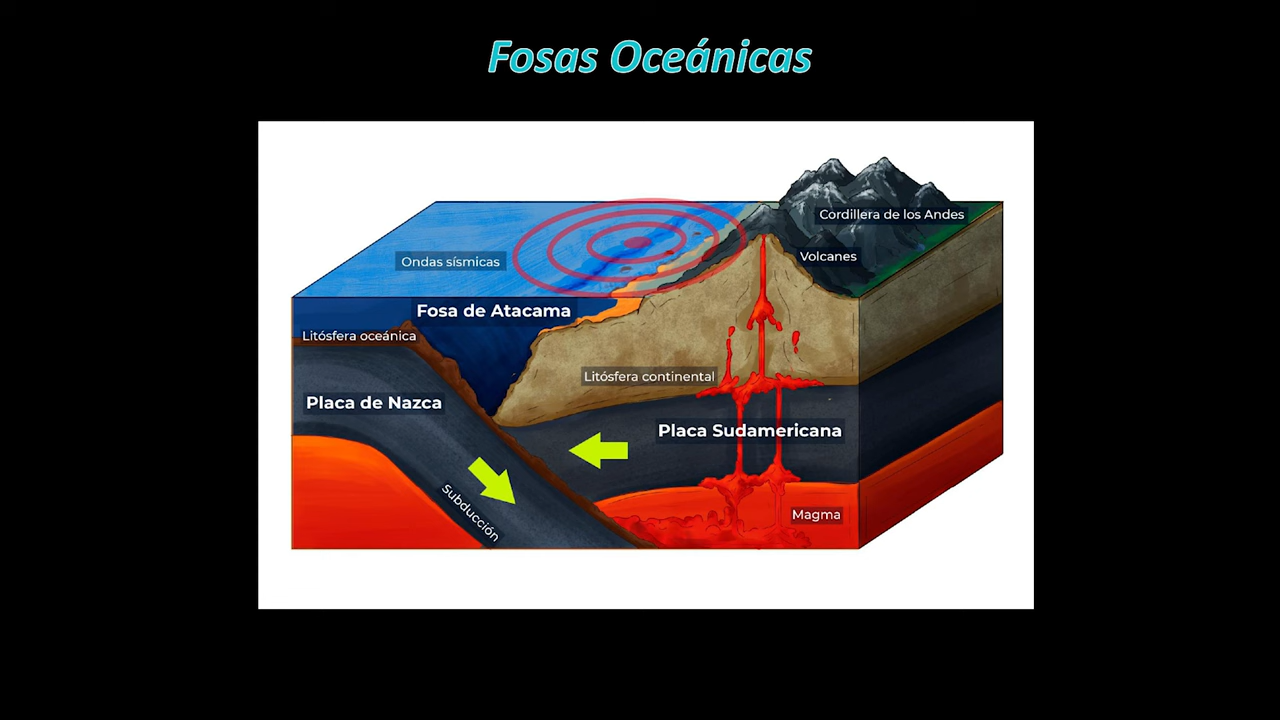 Fosas Oceánicas
Cordillera de los Andes
Volcanes
Ondas sísmicas
Fosa de Atacama
Litósfera oceánica
Litósfera continental
Placa de Nazca
Placa Sudamericana
Subducción
Magma